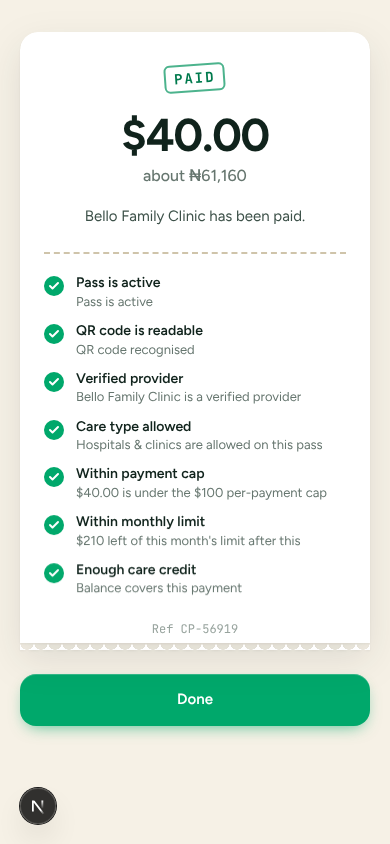 PAID
$40.00
about ₦61,160
Bello Family Clinic has been paid.
Pass is active
Pass is active
QR code is readable
QR code recognised
Verified provider
Bello Family Clinic is a verified provider
Care type allowed
Hospitals & clinics are allowed on this pass
Within payment cap
$40.00 is under the $100 per-payment cap
Within monthly limit
$210 left of this month's limit after this
Enough care credit
Balance covers this payment
Ref CP-56919
Done
N